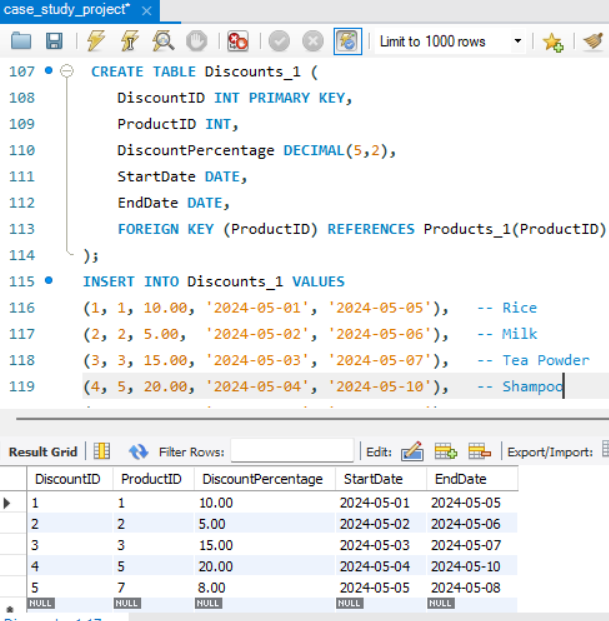 case_study_project*
Limit to 1000 rows
107 CREATE TABLE Discounts_1 (
108 DiscountID INT PRIMARY KEY,
109 ProductID INT,
110 DiscountPercentage DECIMAL(5,2),
111 StartDate DATE,
112 EndDate DATE,
113 FOREIGN KEY (ProductID) REFERENCES Products_1(ProductID)
114 );
115 INSERT INTO Discounts_1 VALUES
116 (1, 1, 10.00, '2024-05-01', '2024-05-05'), -- Rice
117 (2, 2, 5.00, '2024-05-02', '2024-05-06'), -- Milk
118 (3, 3, 15.00, '2024-05-03', '2024-05-07'), -- Tea Powder
119 (4, 5, 20.00, '2024-05-04', '2024-05-10'), -- Shampoo
Result Grid Filter Rows: Edit: Export/Import:
DiscountID ProductID DiscountPercentage StartDate EndDate
1 1 10.00 2024-05-01 2024-05-05
2 2 5.00 2024-05-02 2024-05-06
3 3 15.00 2024-05-03 2024-05-07
4 5 20.00 2024-05-04 2024-05-10
5 7 8.00 2024-05-05 2024-05-08
NULL NULL NULL NULL NULL